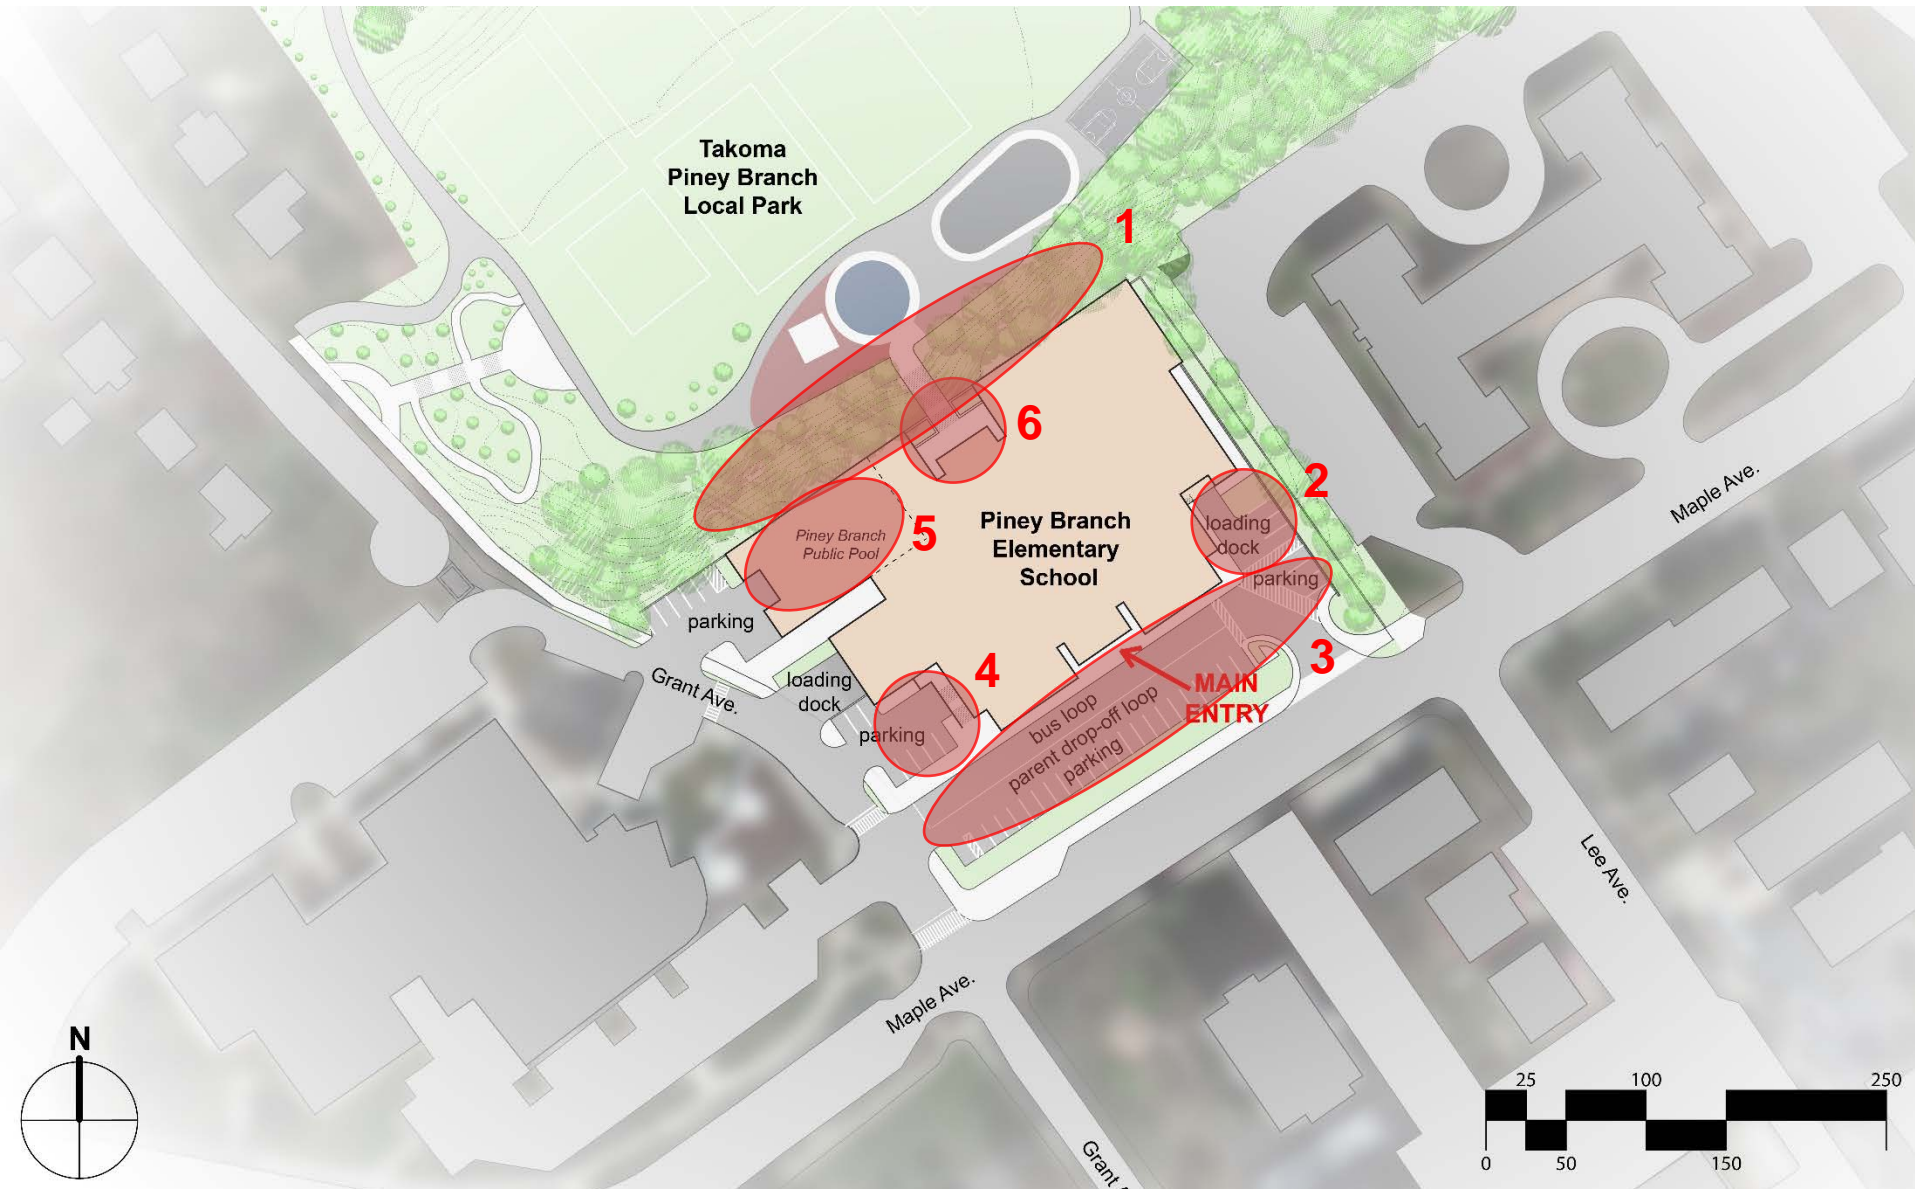 Takoma
Piney Branch
Local Park
1
6
2
Maple Ave.
Piney Branch
Elementary
School
loading
dock
5
Piney Branch
Public Pool
parking
parking
3
4
Grant Ave.
loading
dock
parking
MAIN
ENTRY
bus loop
parent drop-off loop
parking
Lee Ave.
Maple Ave.
N
25
100
250
0
50
150
Grant